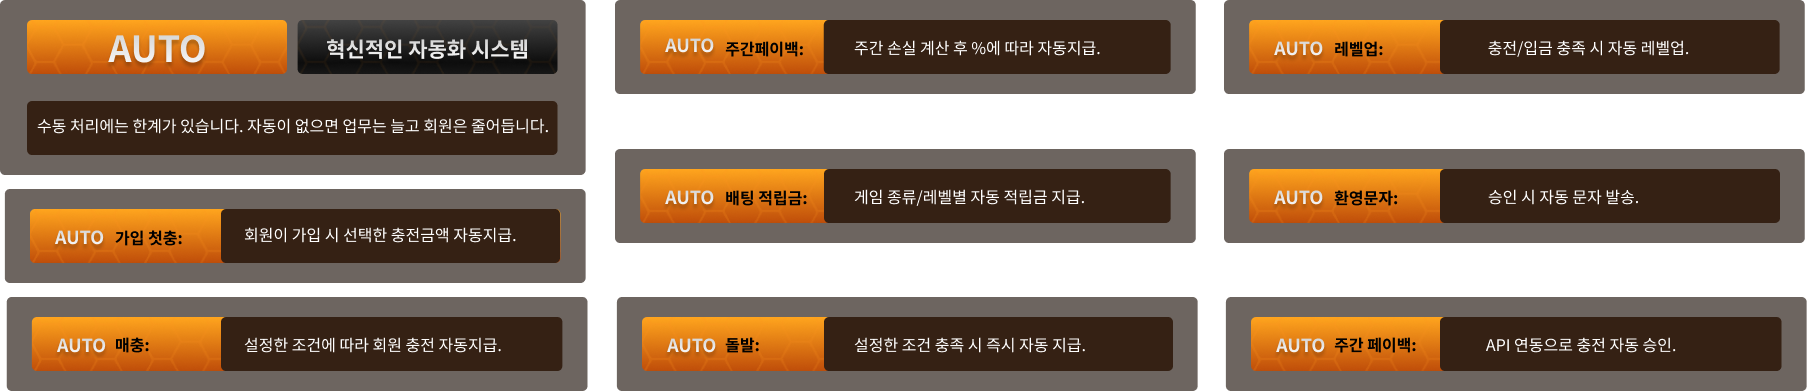 AUTO 혁신적인 자동화 시스템
수동 처리에는 한계가 있습니다. 자동이 없으면 업무는 늘고 회원은 줄어듭니다.
AUTO 가입 첫충: 회원이 가입 시 선택한 충전금액 자동지급.
AUTO 매충: 설정한 조건에 따라 회원 충전 자동지급.
AUTO 주간페이백: 주간 손실 계산 후 %에 따라 자동지급.
AUTO 배팅 적립금: 게임 종류/레벨별 자동 적립금 지급.
AUTO 돌발: 설정한 조건 충족 시 즉시 자동 지급.
AUTO 레벨업: 충전/입금 충족 시 자동 레벨업.
AUTO 환영문자: 승인 시 자동 문자 발송.
AUTO 주간 페이백: API 연동으로 충전 자동 승인.